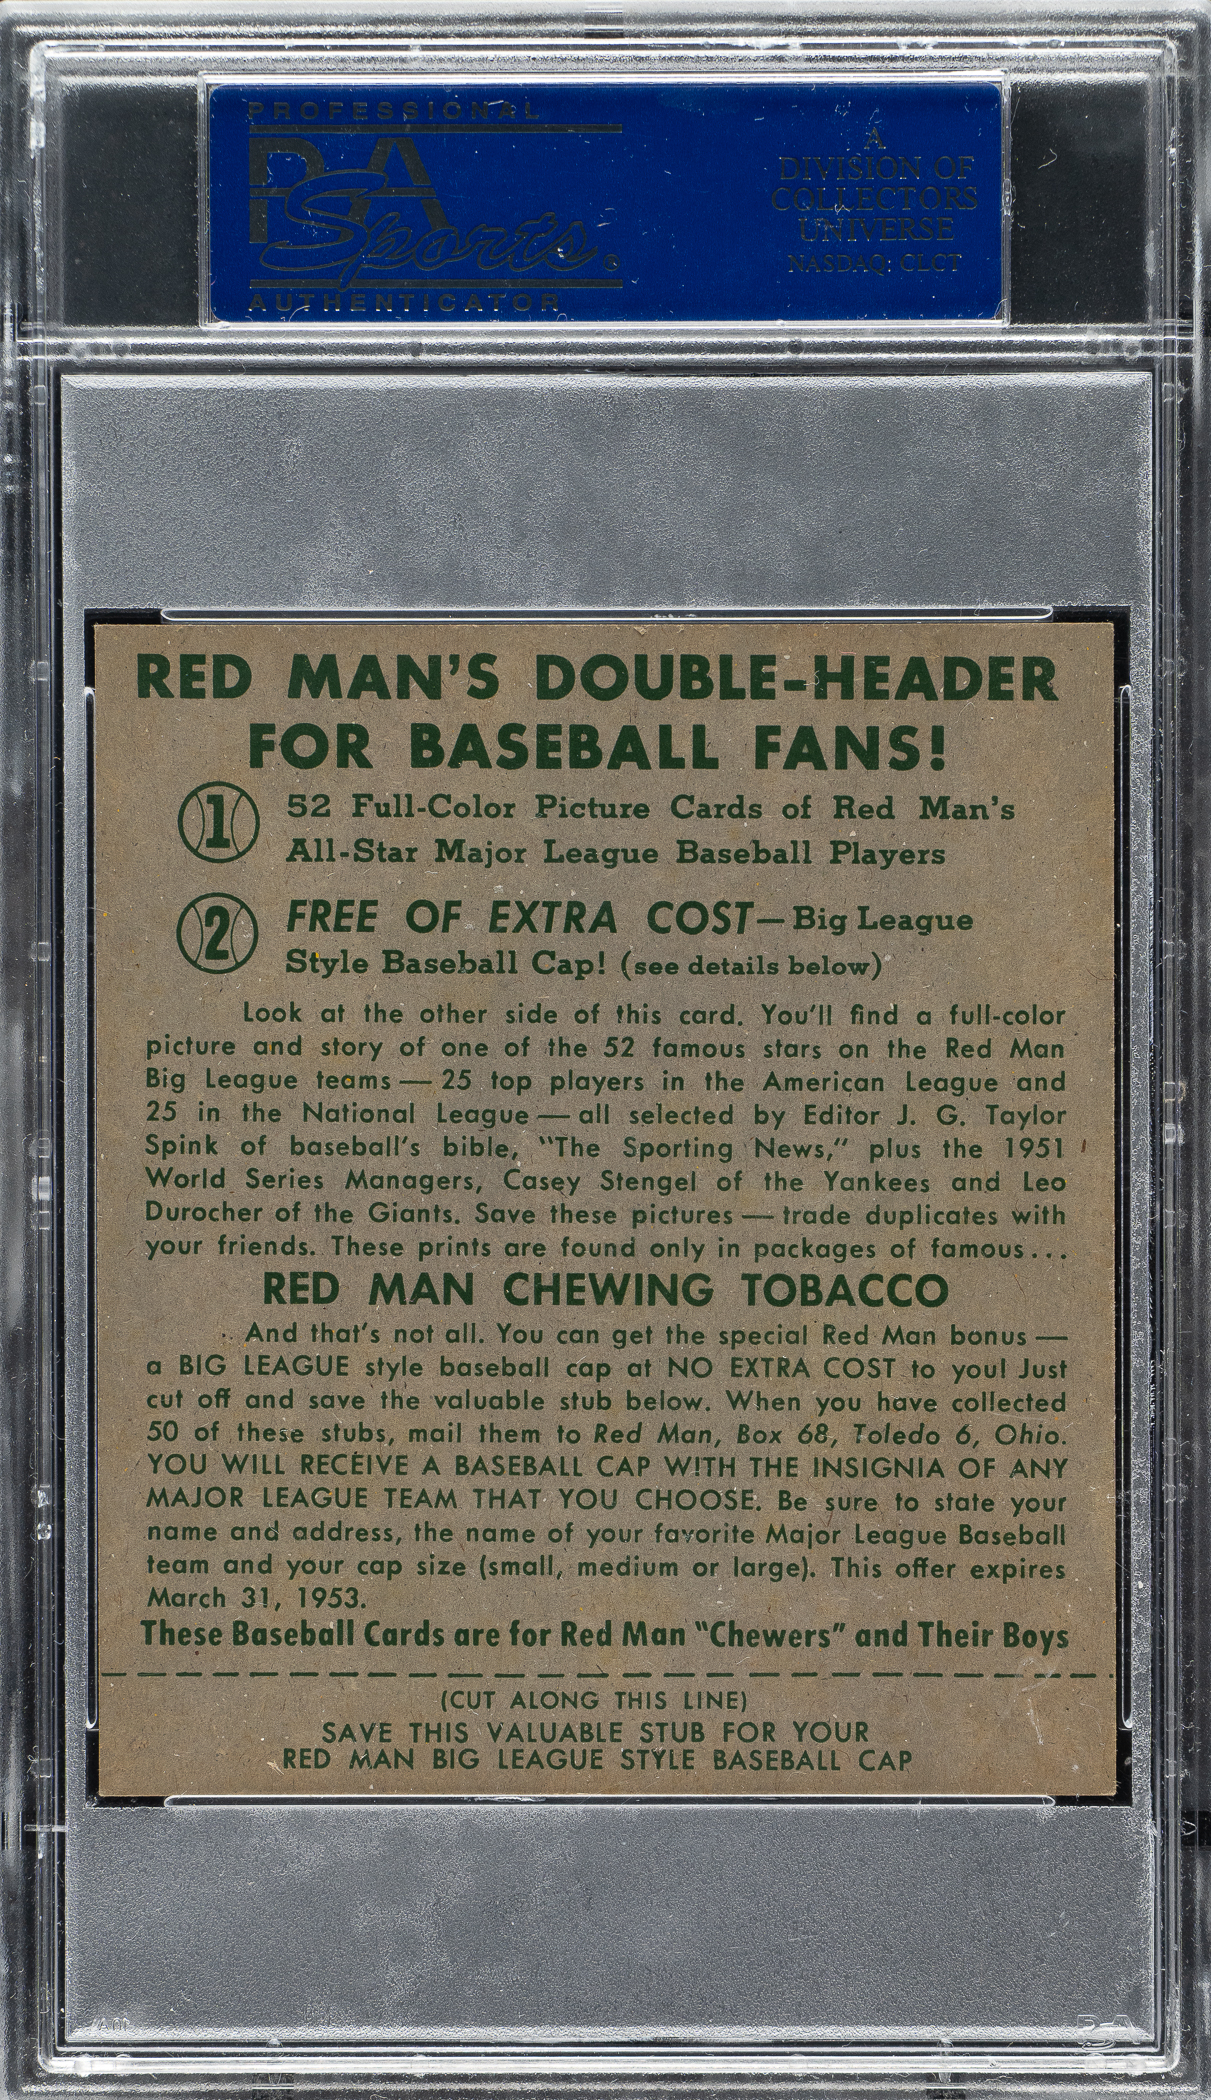 PROFESSIONAL
PSA
Sports®
AUTHENTICATOR
A
DIVISION OF
COLLECTORS
UNIVERSE
NASDAQ: CLCT
RED MAN'S DOUBLE-HEADER
FOR BASEBALL FANS!
1 52 Full-Color Picture Cards of Red Man's
All-Star Major League Baseball Players
2 FREE OF EXTRA COST—Big League
Style Baseball Cap! (see details below)
Look at the other side of this card. You'll find a full-color
picture and story of one of the 52 famous stars on the Red Man
Big League teams — 25 top players in the American League and
25 in the National League — all selected by Editor J. G. Taylor
Spink of baseball's bible, "The Sporting News," plus the 1951
World Series Managers, Casey Stengel of the Yankees and Leo
Durocher of the Giants. Save these pictures — trade duplicates with
your friends. These prints are found only in packages of famous...
RED MAN CHEWING TOBACCO
And that's not all. You can get the special Red Man bonus —
a BIG LEAGUE style baseball cap at NO EXTRA COST to you! Just
cut off and save the valuable stub below. When you have collected
50 of these stubs, mail them to Red Man, Box 68, Toledo 6, Ohio.
YOU WILL RECEIVE A BASEBALL CAP WITH THE INSIGNIA OF ANY
MAJOR LEAGUE TEAM THAT YOU CHOOSE. Be sure to state your
name and address, the name of your favorite Major League Baseball
team and your cap size (small, medium or large). This offer expires
March 31, 1953.
These Baseball Cards are for Red Man "Chewers" and Their Boys
(CUT ALONG THIS LINE)
SAVE THIS VALUABLE STUB FOR YOUR
RED MAN BIG LEAGUE STYLE BASEBALL CAP
PSA